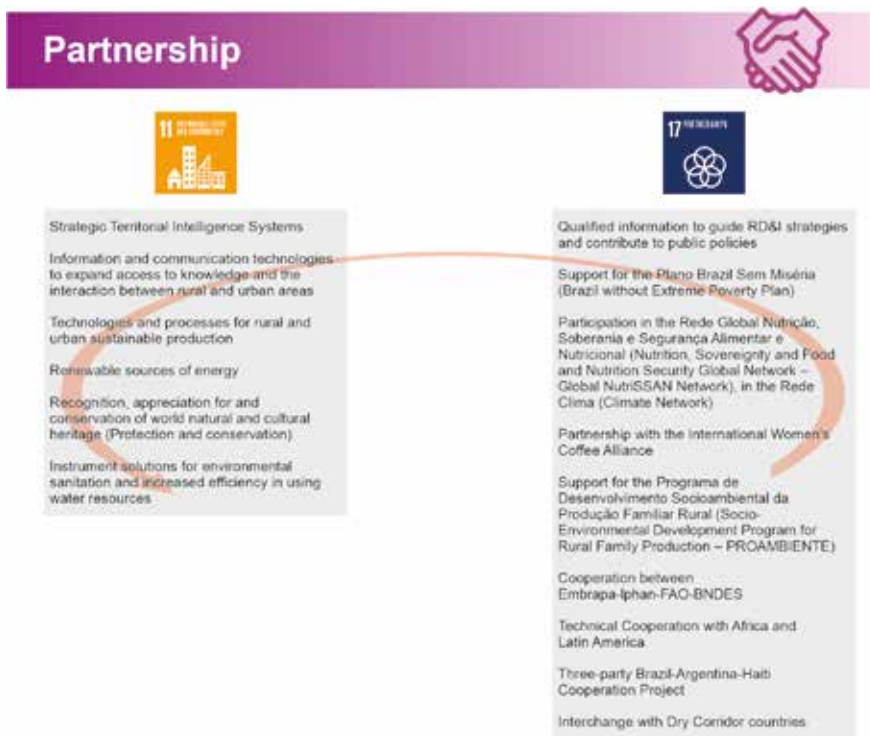 Partnership
11
Strategic Territorial Intelligence Systems
Information and communication technologies
to expand access to knowledge and the
interaction between rural and urban areas
Technologies and processes for rural and
urban sustainable production
Renewable sources of energy
Recognition, appreciation for and
conservation of world natural and cultural
heritage (Protection and conservation)
Instrument solutions for environmental
sanitation and increased efficiency in using
water resources
17
Qualified information to guide RD&I strategies
and contribute to public policies
Support for the Plano Brazil Sem Miséria
(Brazil without Extreme Poverty Plan)
Participation in the Rede Global Nutrição,
Soberania e Segurança Alimentar e
Nutricional (Nutrition, Sovereignty and Food
and Nutrition Security Global Network –
Global NutriSSAN Network), in the Rede
Clima (Climate Network)
Partnership with the International Women's
Coffee Alliance
Support for the Programa de
Desenvolvimento Socioambiental da
Produção Familiar Rural (Socio-
Environmental Development Program for
Rural Family Production – PROAMBIENTE)
Cooperation between
Embrapa-Iphan-FAO-BNDES
Technical Cooperation with Africa and
Latin America
Three-party Brazil-Argentina-Haiti
Cooperation Project
Interchange with Dry Corridor countries